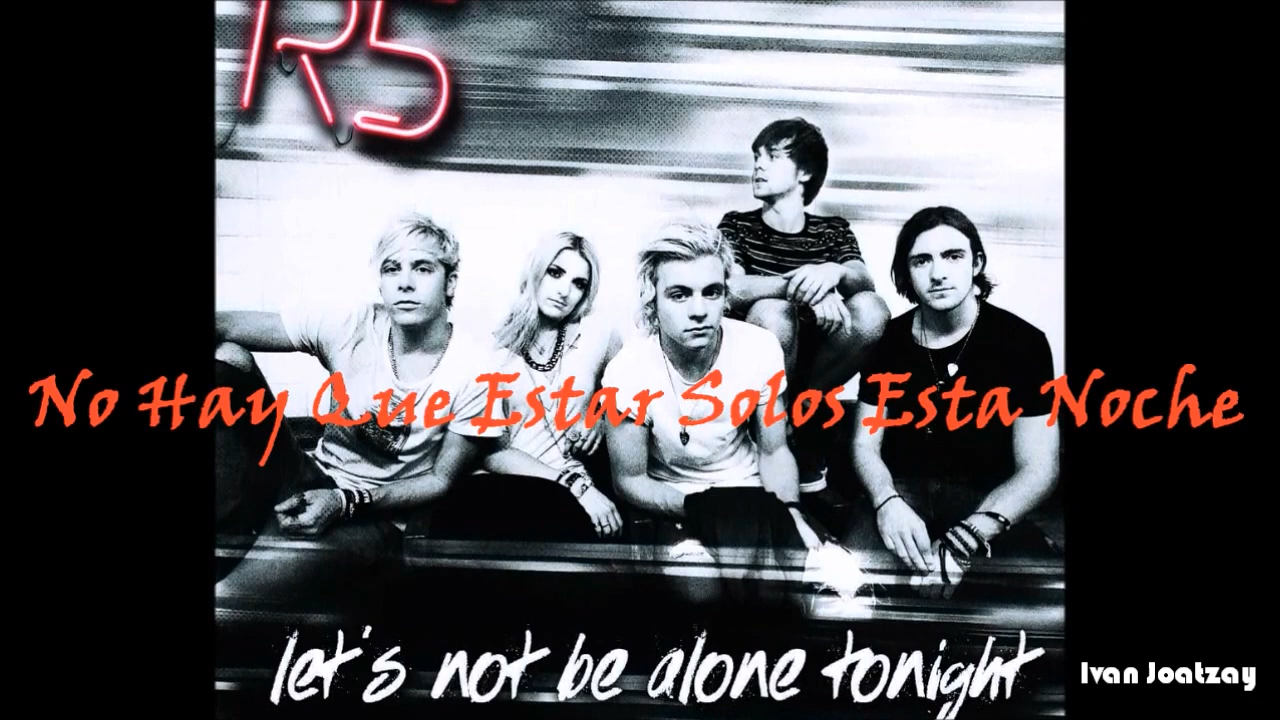 R5
No Hay Que Estar Solos Esta Noche
let's not be alone tonight
Ivan Joatzay